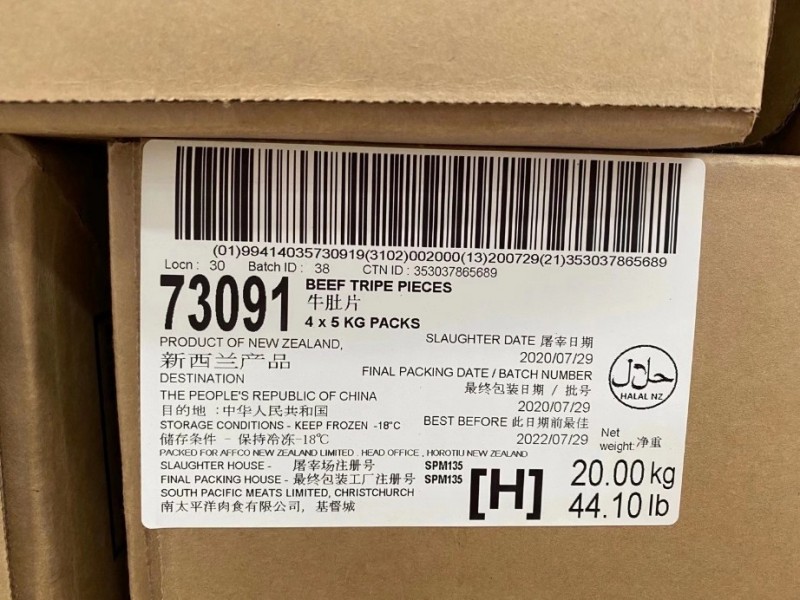 (01)99414035730919(3102)002000(13)200729(21)353037865689
Locn : 30 Batch ID : 38 CTN ID : 353037865689
73091
BEEF TRIPE PIECES
牛肚片
4 x 5 KG PACKS
PRODUCT OF NEW ZEALAND,
新西兰产品
DESTINATION
THE PEOPLE'S REPUBLIC OF CHINA
目的地 :中华人民共和国
STORAGE CONDITIONS - KEEP FROZEN -18°C
储存条件 - 保持冷冻-18℃
SLAUGHTER DATE 屠宰日期
2020/07/29
FINAL PACKING DATE / BATCH NUMBER
最终包装日期 / 批号
2020/07/29
BEST BEFORE 此日期前最佳
2022/07/29
حلال
HALAL NZ
PACKED FOR AFFCO NEW ZEALAND LIMITED . HEAD OFFICE , HOROTIU NEW ZEALAND
SLAUGHTER HOUSE - 屠宰场注册号 SPM135
FINAL PACKING HOUSE - 最终包装工厂注册号 SPM135
SOUTH PACIFIC MEATS LIMITED, CHRISTCHURCH
南太平洋肉食有限公司, 基督城
[H]
Net
weight: 净重
20.00 kg
44.10 lb